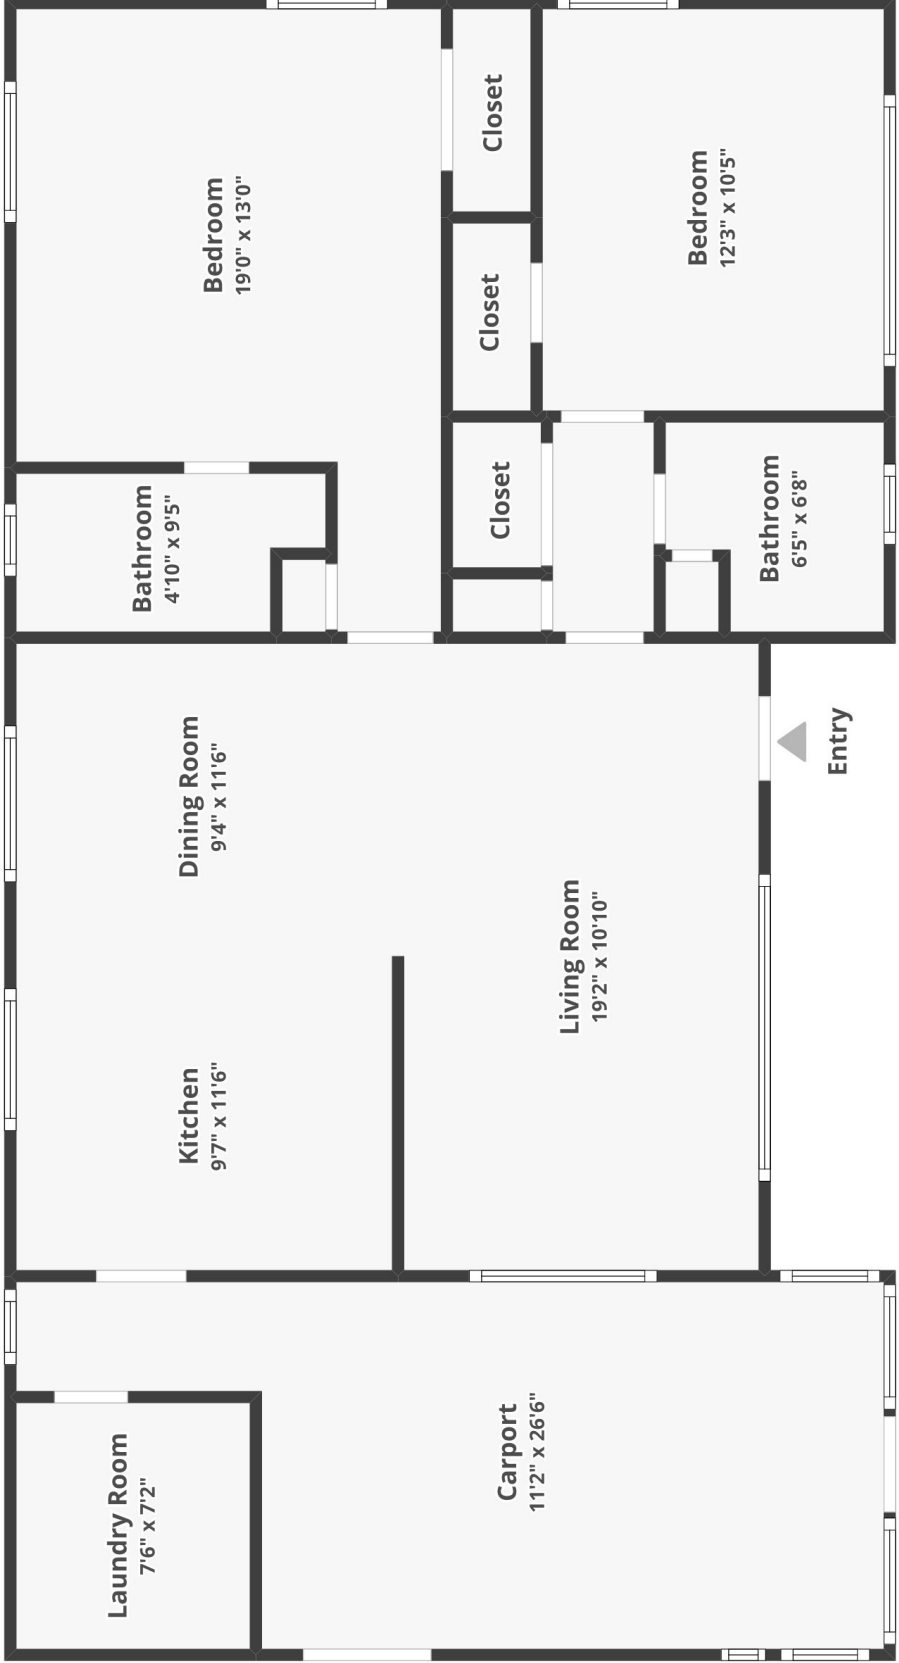 Bedroom
19'0" x 13'0"
Closet
Bedroom
12'3" x 10'5"
Closet
Closet
Bathroom
4'10" x 9'5"
Bathroom
6'5" x 6'8"
Dining Room
9'4" x 11'6"
Entry
Living Room
19'2" x 10'10"
Kitchen
9'7" x 11'6"
Carport
11'2" x 26'6"
Laundry Room
7'6" x 7'2"